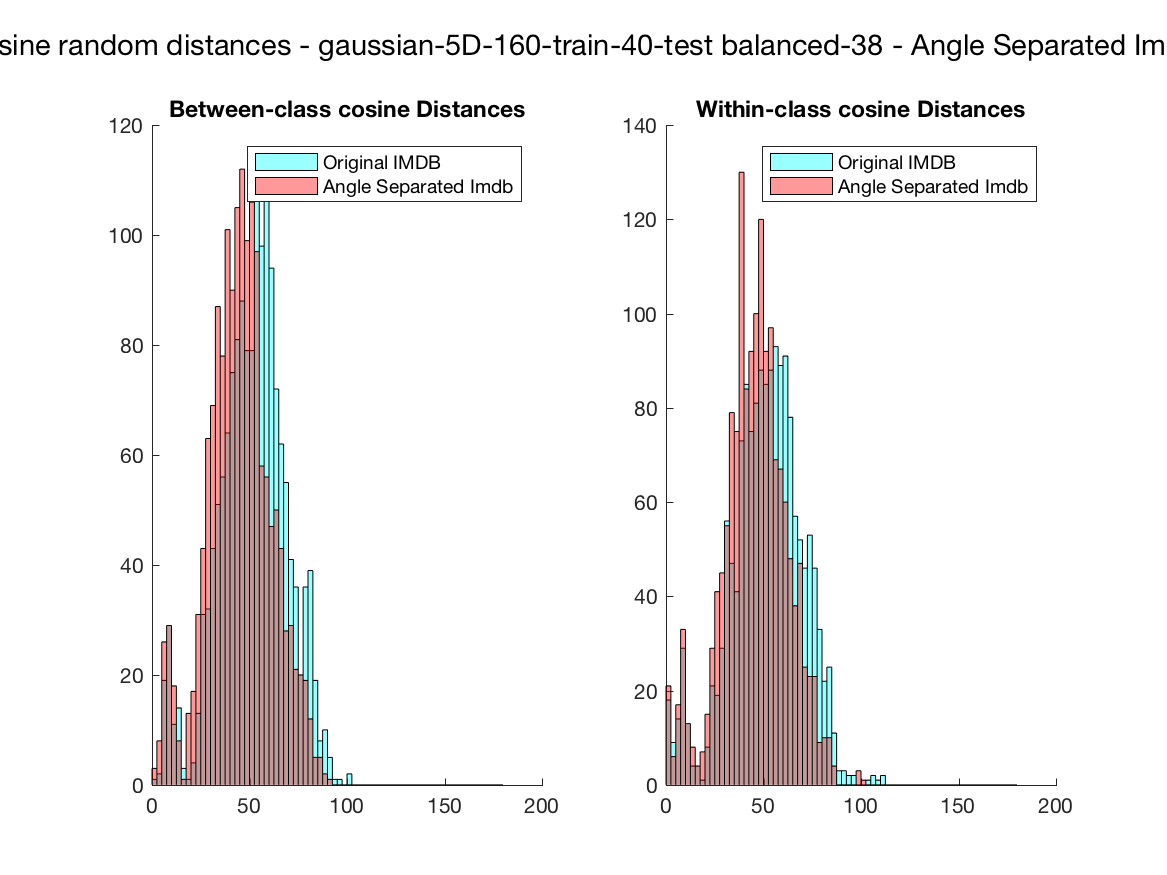 sine random distances - gaussian-5D-160-train-40-test balanced-38 - Angle Separated Im
Between-class cosine Distances
Within-class cosine Distances
Original IMDB
Angle Separated Imdb
Original IMDB
Angle Separated Imdb
120
100
80
60
40
20
0
0 50 100 150 200
140
120
100
80
60
40
20
0
0 50 100 150 200